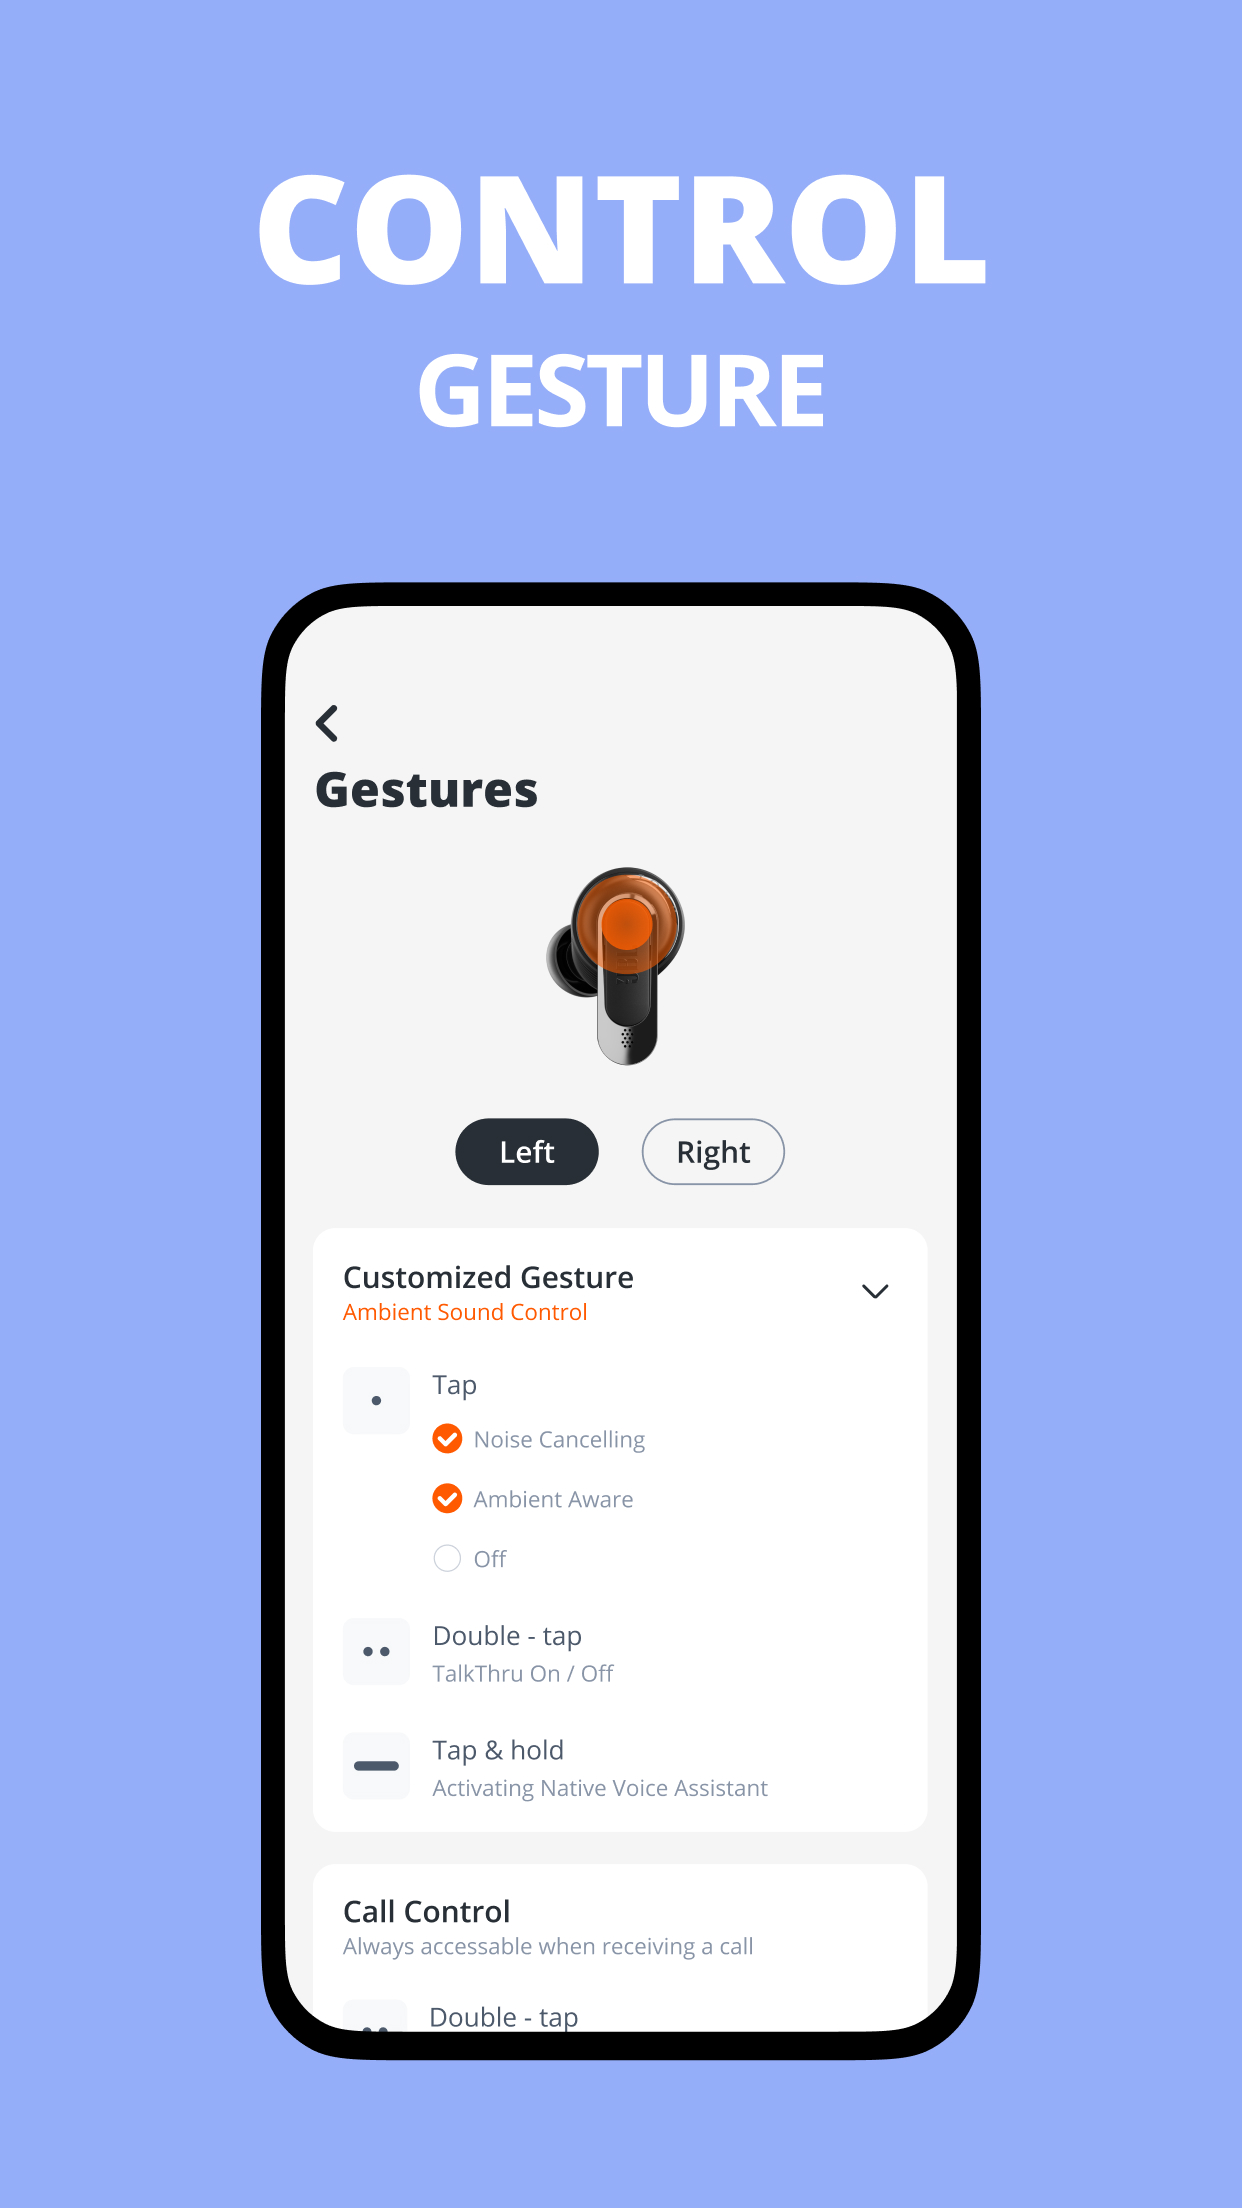 CONTROL
GESTURE
Gestures
Left
Right
Customized Gesture
Ambient Sound Control
Tap
Noise Cancelling
Ambient Aware
Off
Double - tap
TalkThru On / Off
Tap & hold
Activating Native Voice Assistant
Call Control
Always accessable when receiving a call
Double - tap